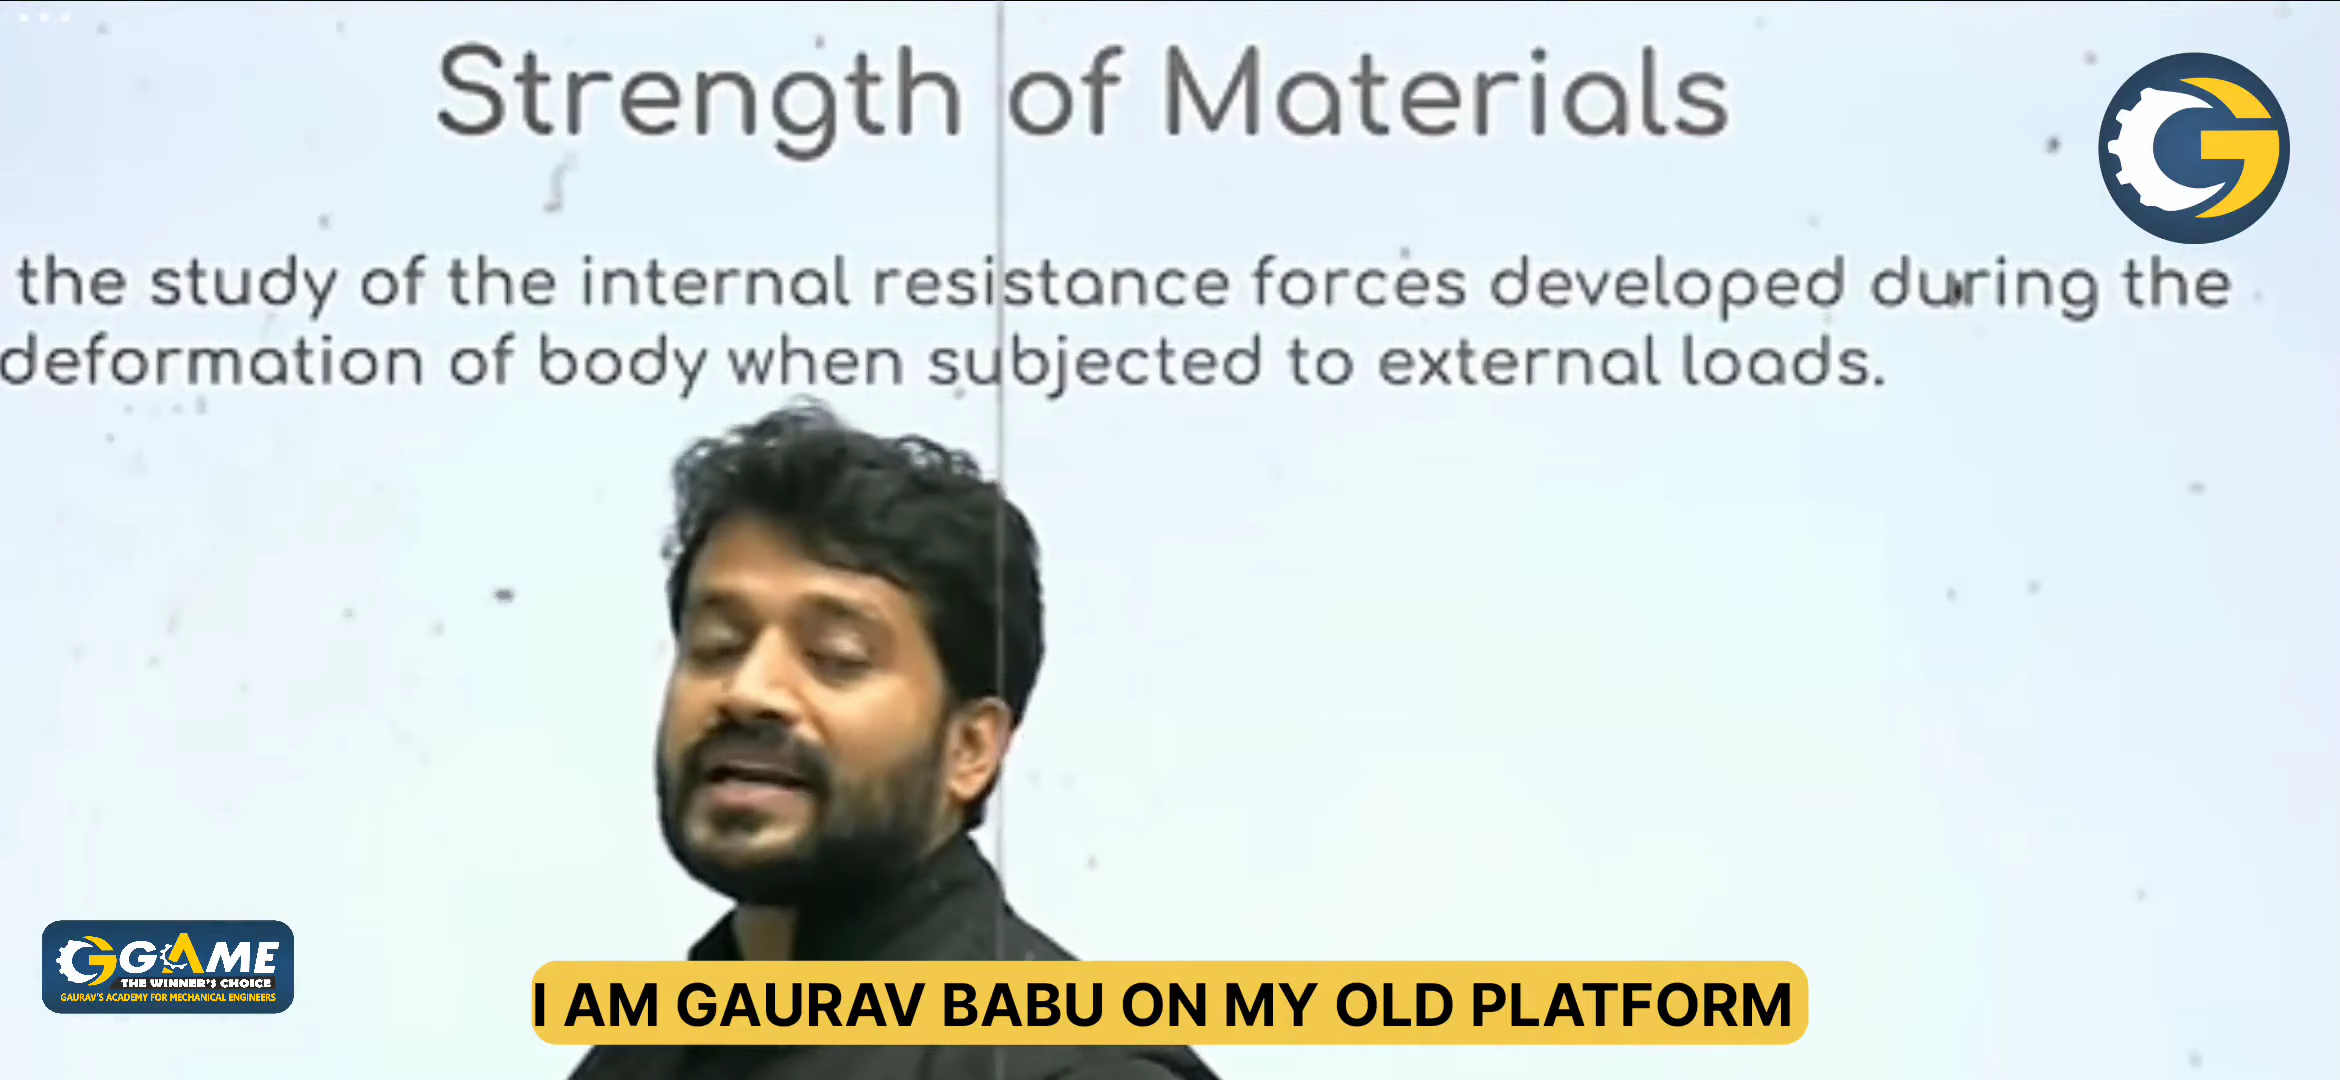 Strength of Materials
the study of the internal resistance forces developed during the
deformation of body when subjected to external loads.
GAME
THE WINNER'S CHOICE
GAURAV'S ACADEMY FOR MECHANICAL ENGINEERS
I AM GAURAV BABU ON MY OLD PLATFORM